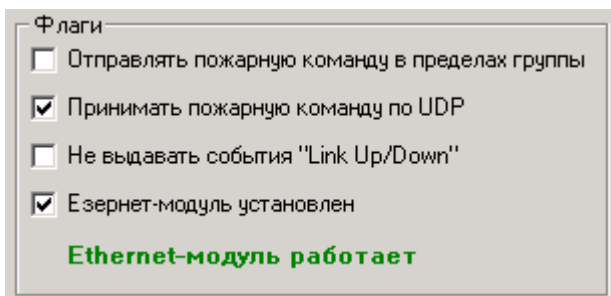 Флаги
Отправлять пожарную команду в пределах группы
Принимать пожарную команду по UDP
Не выдавать события "Link Up/Down"
Езернет-модуль установлен
Ethernet-модуль работает